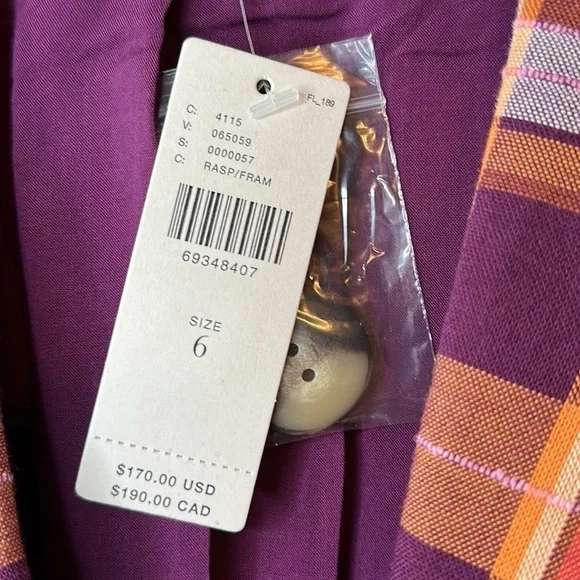 FL_189
C: 4115
V: 065059
S: 0000057
C: RASP/FRAM
69348407
SIZE
6
$170.00 USD
$190.00 CAD